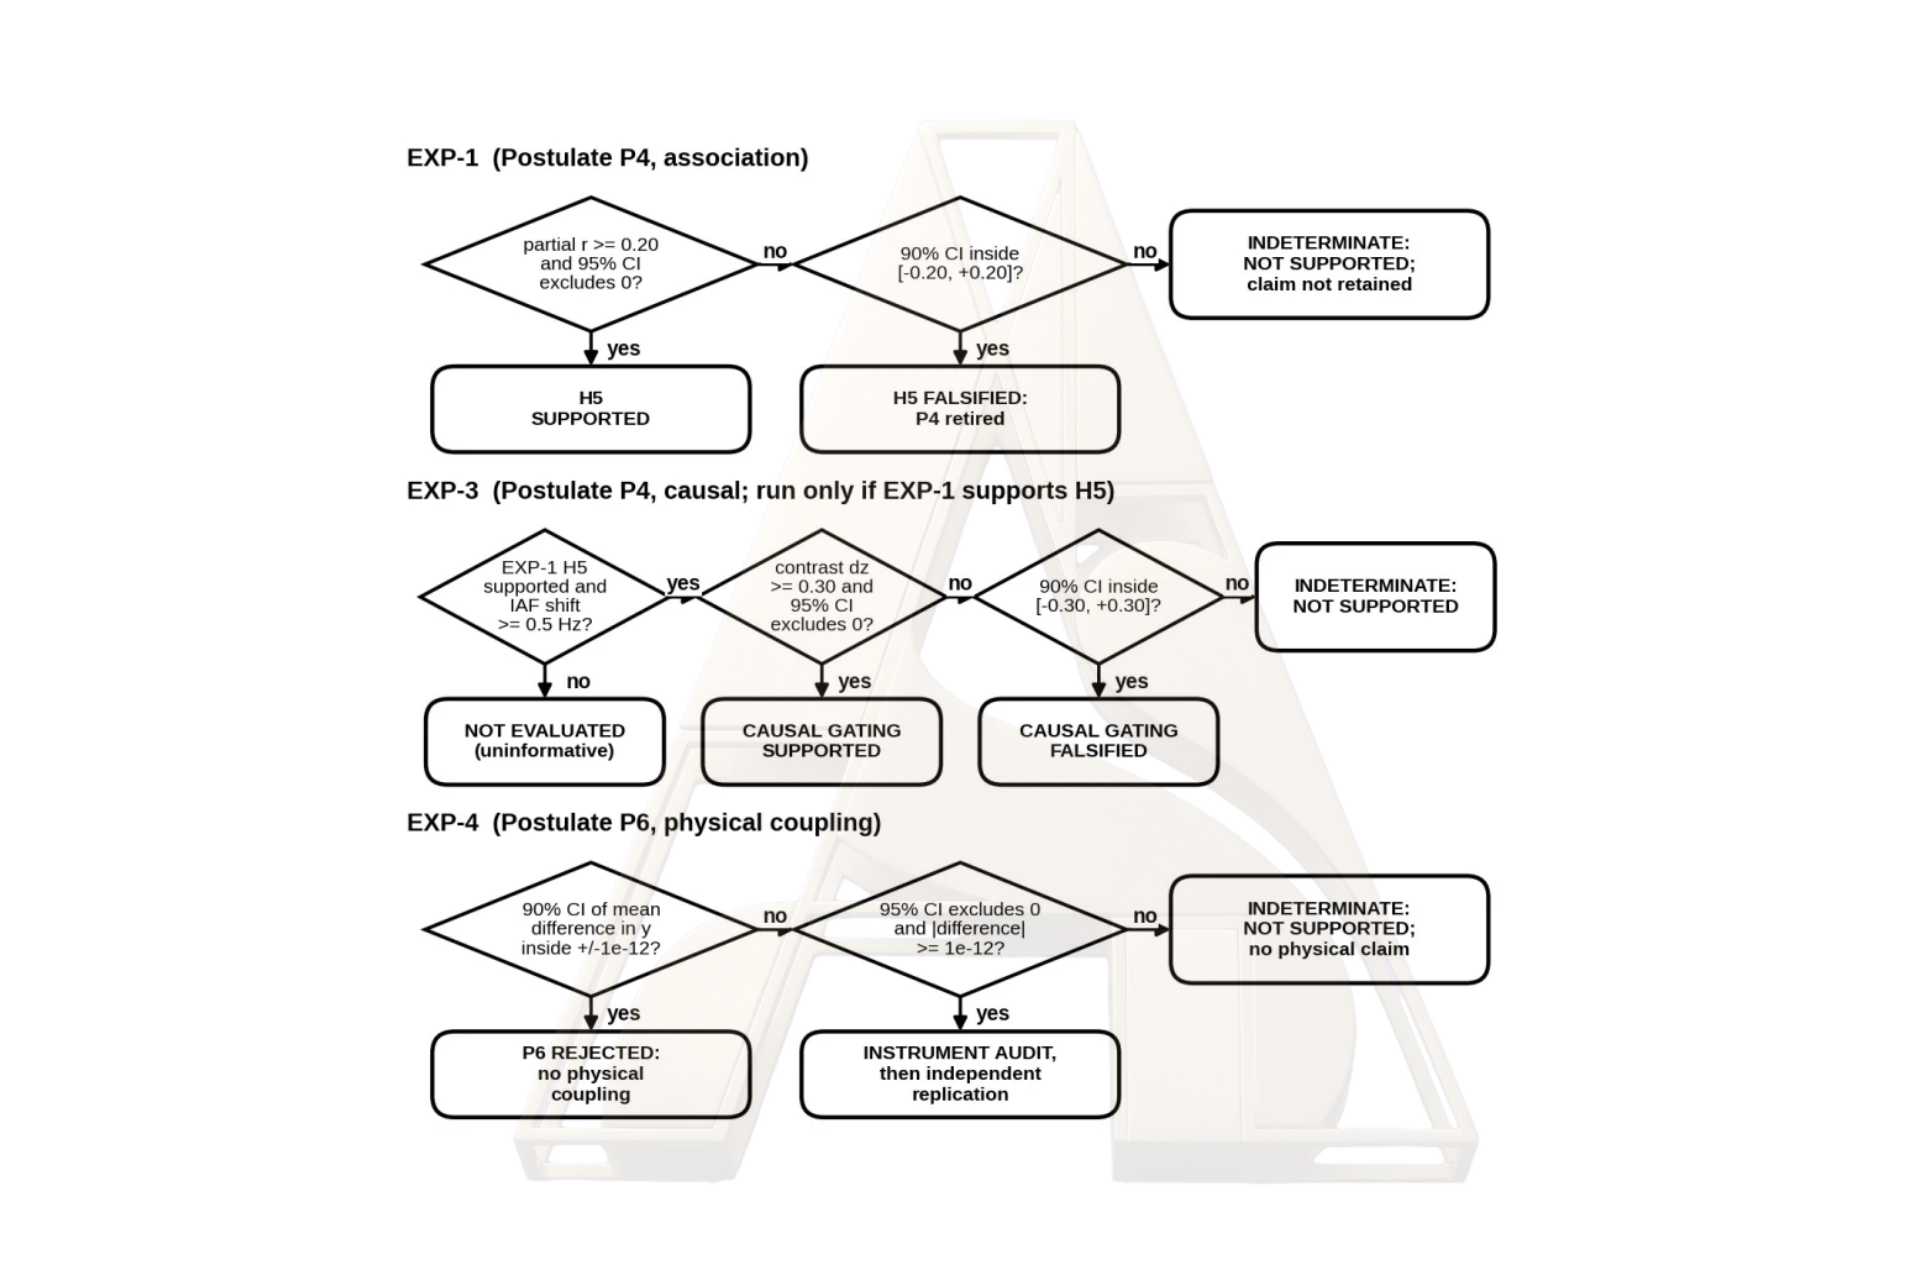 EXP-1  (Postulate P4, association)
partial r >= 0.20
and 95% CI
excludes 0?
no
90% CI inside
[-0.20, +0.20]?
no
INDETERMINATE:
NOT SUPPORTED;
claim not retained
yes
yes
H5
SUPPORTED
H5 FALSIFIED:
P4 retired
EXP-3  (Postulate P4, causal; run only if EXP-1 supports H5)
EXP-1 H5
supported and
IAF shift
>= 0.5 Hz?
yes
contrast dz
>= 0.30 and
95% CI
excludes 0?
no
90% CI inside
[-0.30, +0.30]?
no
INDETERMINATE:
NOT SUPPORTED
no
yes
yes
NOT EVALUATED
(uninformative)
CAUSAL GATING
SUPPORTED
CAUSAL GATING
FALSIFIED
EXP-4  (Postulate P6, physical coupling)
90% CI of mean
difference in y
inside +/-1e-12?
no
95% CI excludes 0
and |difference|
>= 1e-12?
no
INDETERMINATE:
NOT SUPPORTED;
no physical claim
yes
yes
P6 REJECTED:
no physical
coupling
INSTRUMENT AUDIT,
then independent
replication